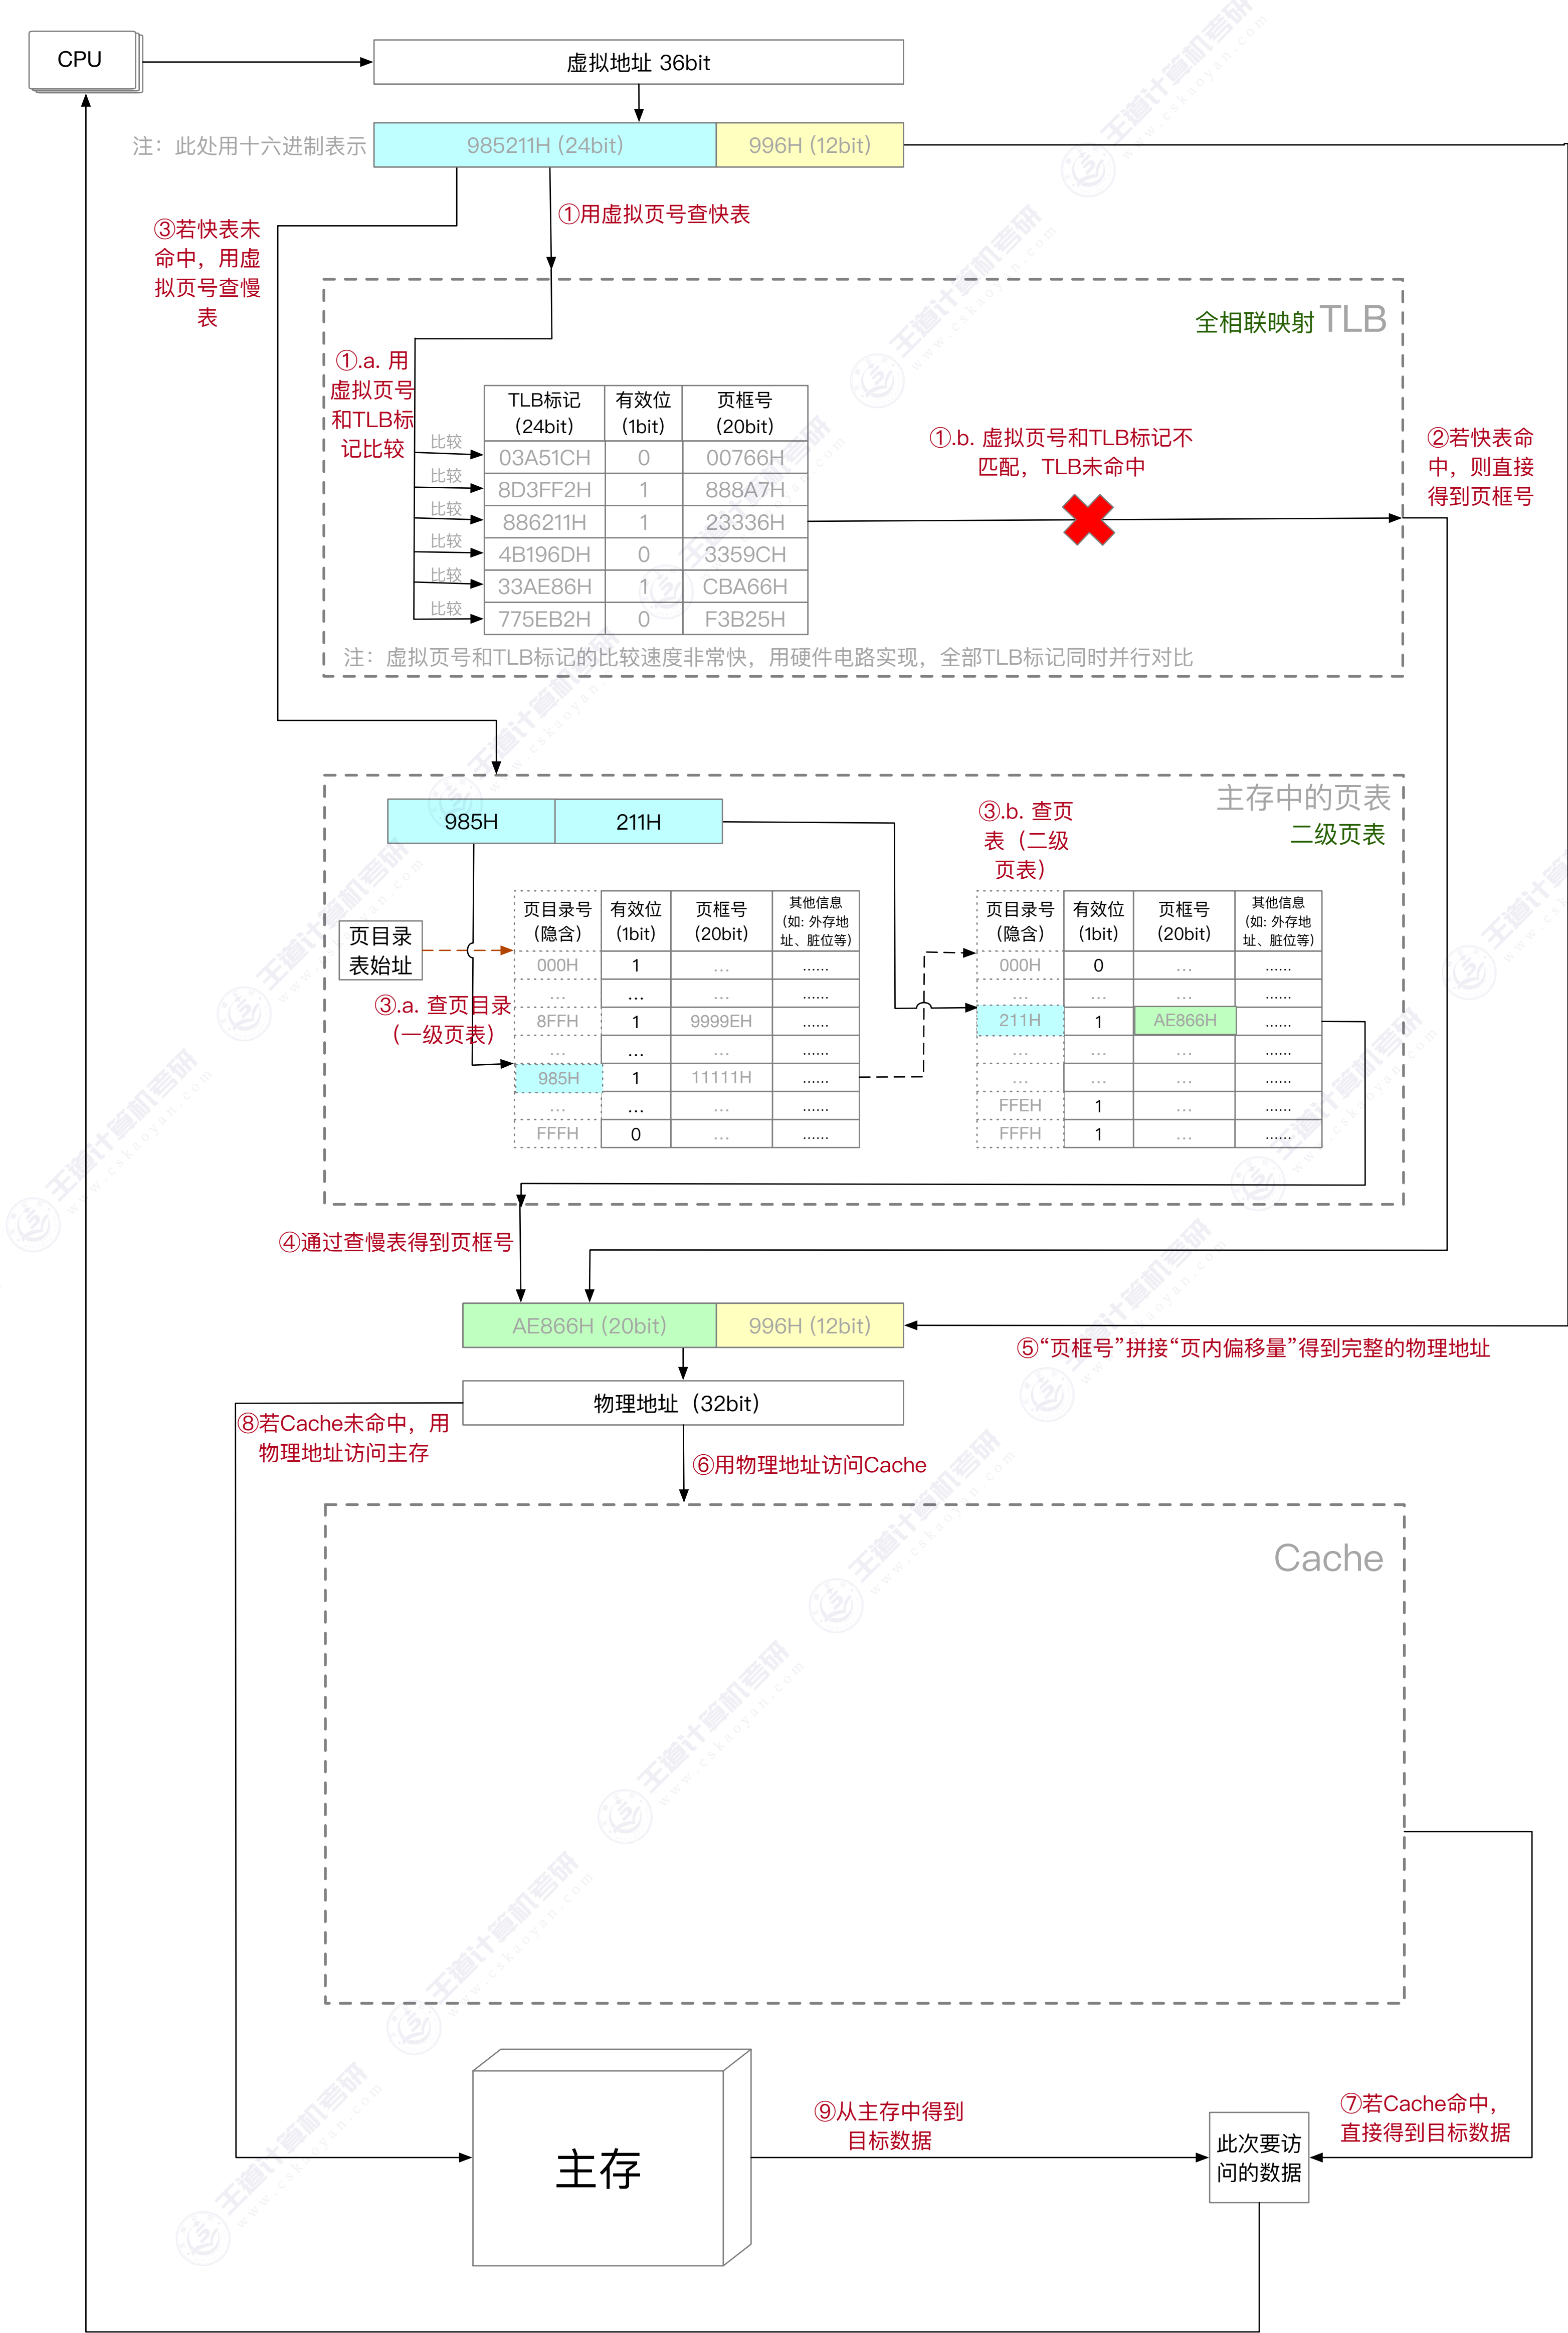 CPU
虚拟地址 36bit
注：此处用十六进制表示
985211H (24bit)
996H (12bit)
①用虚拟页号查快表
③若快表未
命中，用虚
拟页号查慢
表
全相联映射 TLB
①.a. 用
虚拟页号
和TLB标
记比较
TLB标记
(24bit)
有效位
(1bit)
页框号
(20bit)
比较
03A51CH 0 00766H
比较
8D3FF2H 1 888A7H
比较
886211H 1 23336H
比较
4B196DH 0 3359CH
比较
33AE86H 1 CBA66H
比较
775EB2H 0 F3B25H
①.b. 虚拟页号和TLB标记不
匹配，TLB未命中
②若快表命
中，则直接
得到页框号
注：虚拟页号和TLB标记的比较速度非常快，用硬件电路实现，全部TLB标记同时并行对比
主存中的页表
二级页表
985H
211H
③.b. 查页
表（二级
页表）
页目录
表始址
③.a. 查页目录
（一级页表）
页目录号
（隐含）
有效位
(1bit)
页框号
(20bit)
其他信息
(如: 外存地
址、脏位等)
000H 1 ... ......
... ... ... ......
8FFH 1 9999EH ......
... ... ... ......
985H 1 11111H ......
... ... ... ......
FFFH 0 ... ......
页目录号
（隐含）
有效位
(1bit)
页框号
(20bit)
其他信息
(如: 外存地
址、脏位等)
000H 0 ... ......
... ... ... ......
211H 1 AE866H ......
... ... ... ......
... ... ... ......
FFEH 1 ... ......
FFFH 1 ... ......
④通过查慢表得到页框号
AE866H (20bit)
996H (12bit)
⑤“页框号”拼接“页内偏移量”得到完整的物理地址
物理地址（32bit）
⑧若Cache未命中，用
物理地址访问主存
⑥用物理地址访问Cache
Cache
主存
⑨从主存中得到
目标数据
此次要访
问的数据
⑦若Cache命中，
直接得到目标数据
王道计算机考研
www.cskaoyan.com